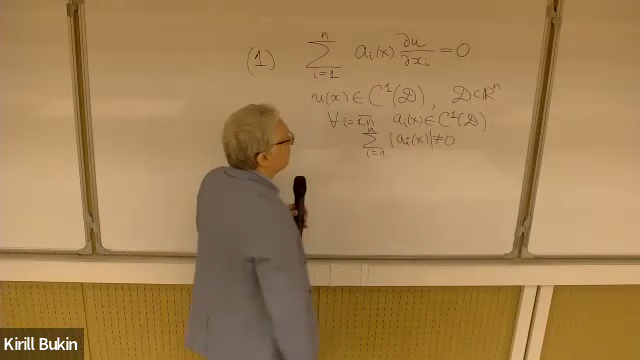 (1) $\sum_{i=1}^{n} a_i(x) \frac{\partial u}{\partial x_i} = 0$
$u(x) \in C^1(\mathcal{D}), \mathcal{D} \subset \mathbb{R}^n$
$\forall i = \overline{1,n} \quad a_i(x) \in C^1(\mathcal{D}).$
$\sum_{i=1}^{n} |a_i(x)| \neq 0$
Kirill Bukin